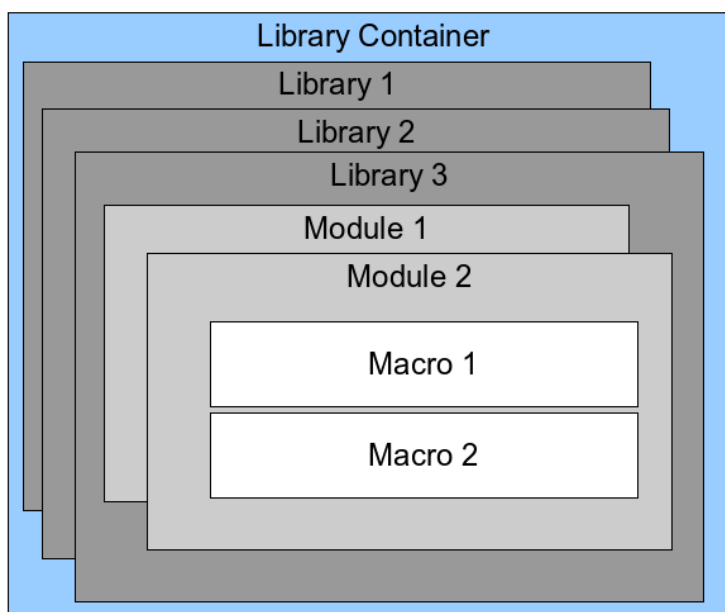 Library Container
Library 1
Library 2
Library 3
Module 1
Module 2
Macro 1
Macro 2